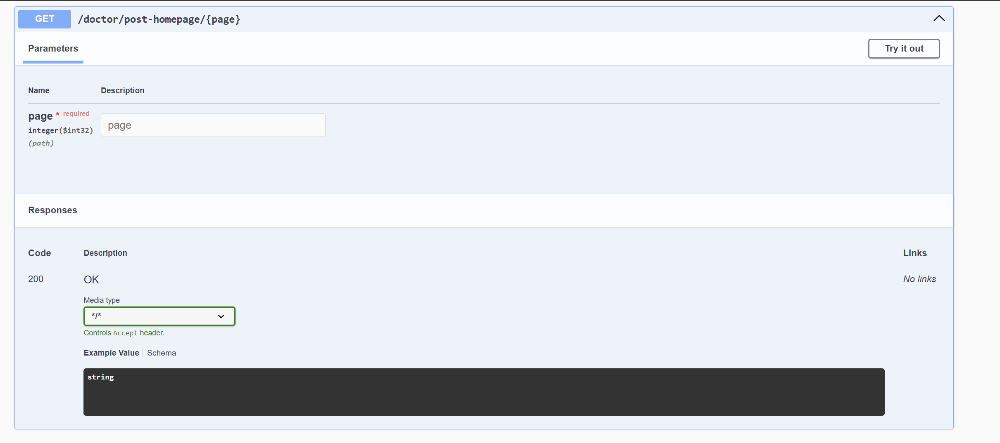 GET /doctor/post-homepage/{page}
Parameters
Try it out
Name Description
page * required
integer($int32)
(path)
page
Responses
Code Description Links
200 OK No links
Media type
*/*
Controls Accept header.
Example Value Schema
string